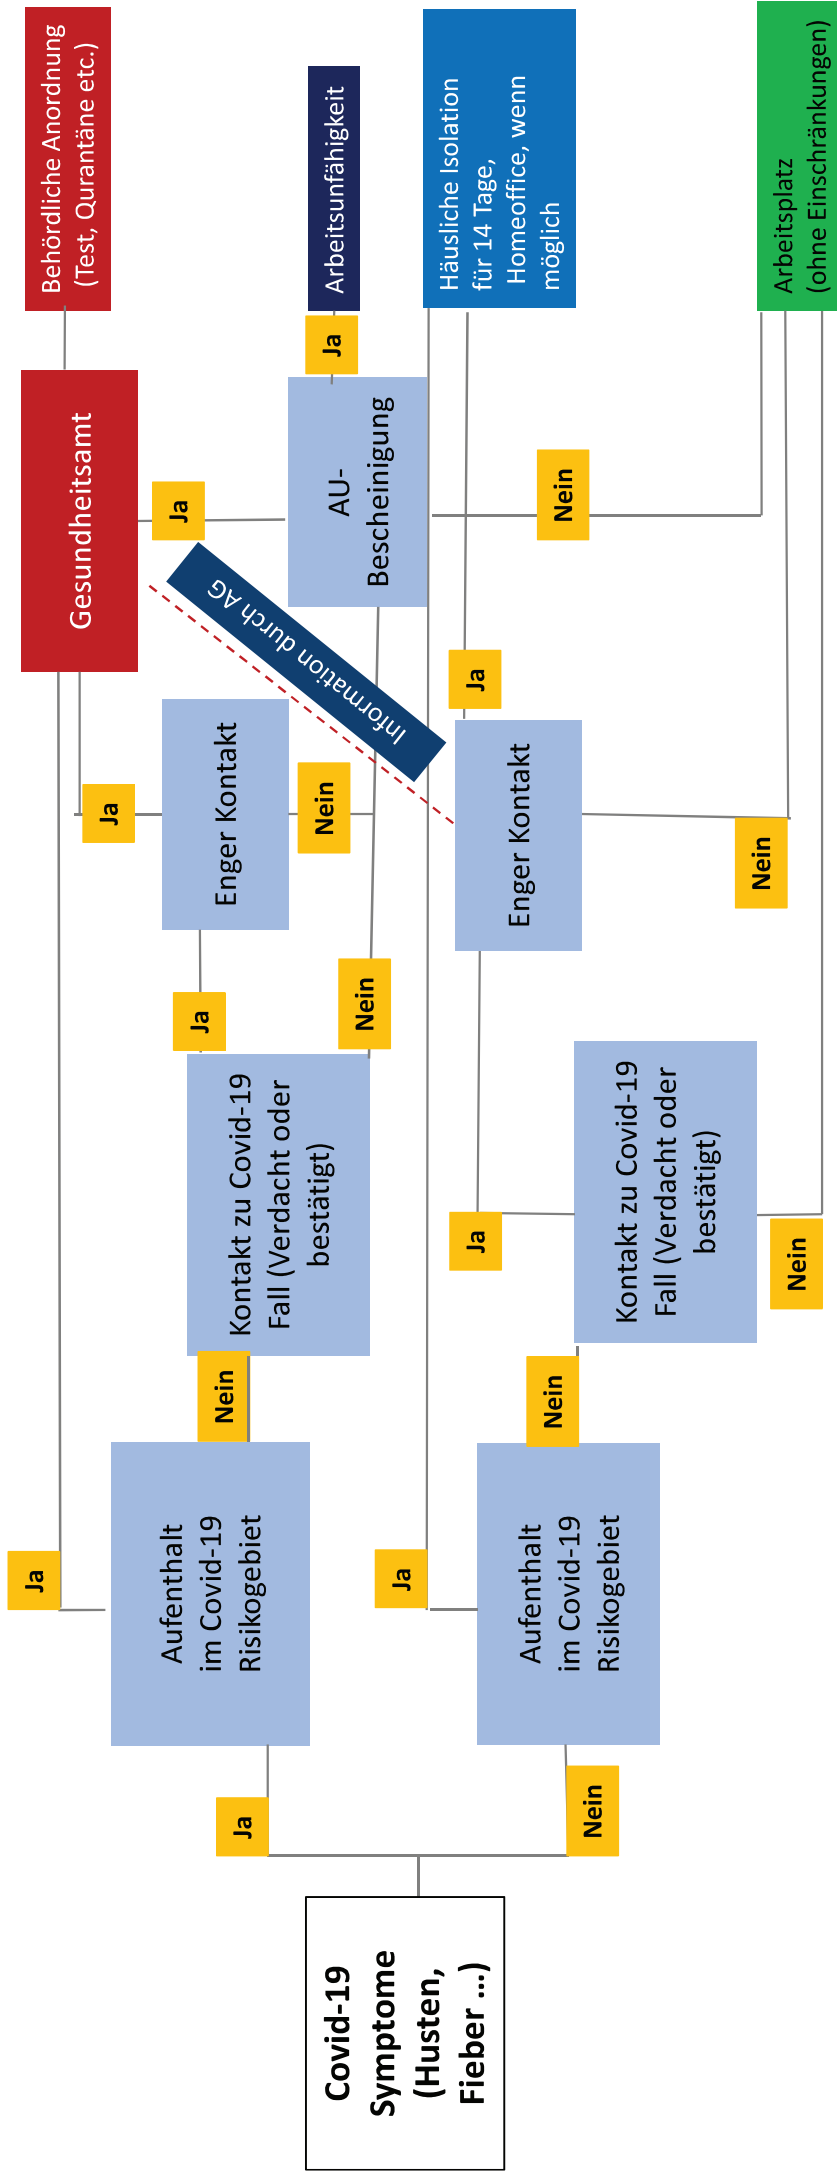 Covid-19
Symptome
(Husten,
Fieber ...)
Ja
Nein
Aufenthalt
im Covid-19
Risikogebiet
Ja
Nein
Kontakt zu Covid-19
Fall (Verdacht oder
bestätigt)
Ja
Nein
Enger Kontakt
Ja
Nein
Gesundheitsamt
Behördliche Anordnung
(Test, Qurantäne etc.)
Ja
AU-
Bescheinigung
Ja
Arbeitsunfähigkeit
Nein
Information durch AG
Aufenthalt
im Covid-19
Risikogebiet
Ja
Nein
Kontakt zu Covid-19
Fall (Verdacht oder
bestätigt)
Ja
Nein
Enger Kontakt
Ja
Nein
Häusliche Isolation
für 14 Tage,
Homeoffice, wenn
möglich
Arbeitsplatz
(ohne Einschränkungen)